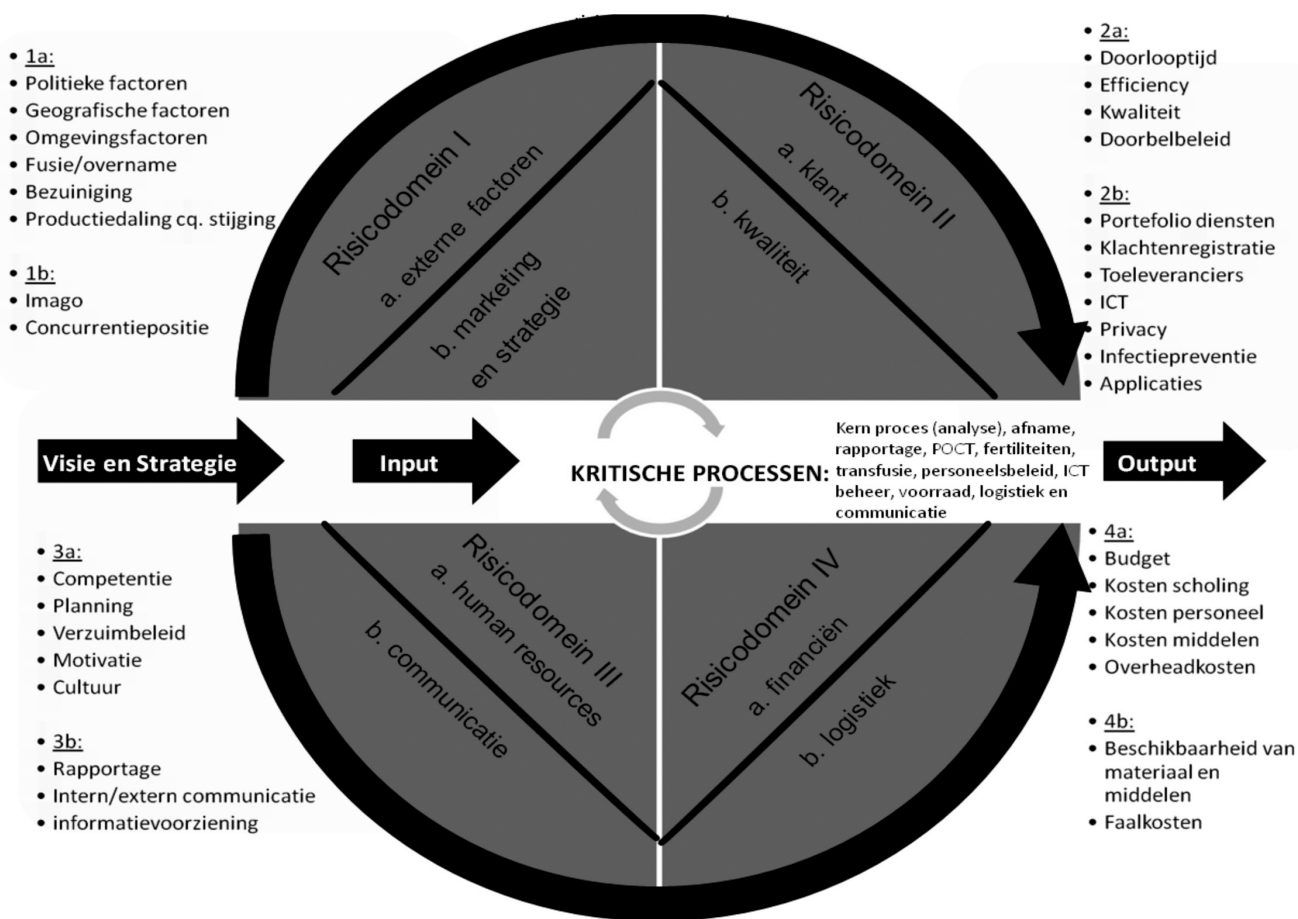 • 1a:
• Politieke factoren
• Geografische factoren
• Omgevingsfactoren
• Fusie/overname
• Bezuiniging
• Productiedaling cq. stijging
• 1b:
• Imago
• Concurrentiepositie
Risicodomein I
a. externe factoren
b. marketing
en strategie
Risicodomein II
a. klant
b. kwaliteit
• 2a:
• Doorlooptijd
• Efficiency
• Kwaliteit
• Doorbelbeleid
• 2b:
• Portefolio diensten
• Klachtenregistratie
• Toeleveranciers
• ICT
• Privacy
• Infectiepreventie
• Applicaties
Visie en Strategie
Input
KRITISCHE PROCESSEN:
Kern proces (analyse), afname,
rapportage, POCT, fertiliteiten,
transfusie, personeelsbeleid, ICT
beheer, voorraad, logistiek en
communicatie
Output
• 3a:
• Competentie
• Planning
• Verzuimbeleid
• Motivatie
• Cultuur
• 3b:
• Rapportage
• Intern/extern communicatie
• informatievoorziening
Risicodomein III
a. human resources
b. communicatie
Risicodomein IV
a. financiën
b. logistiek
• 4a:
• Budget
• Kosten scholing
• Kosten personeel
• Kosten middelen
• Overheadkosten
• 4b:
• Beschikbaarheid van
materiaal en
middelen
• Faalkosten